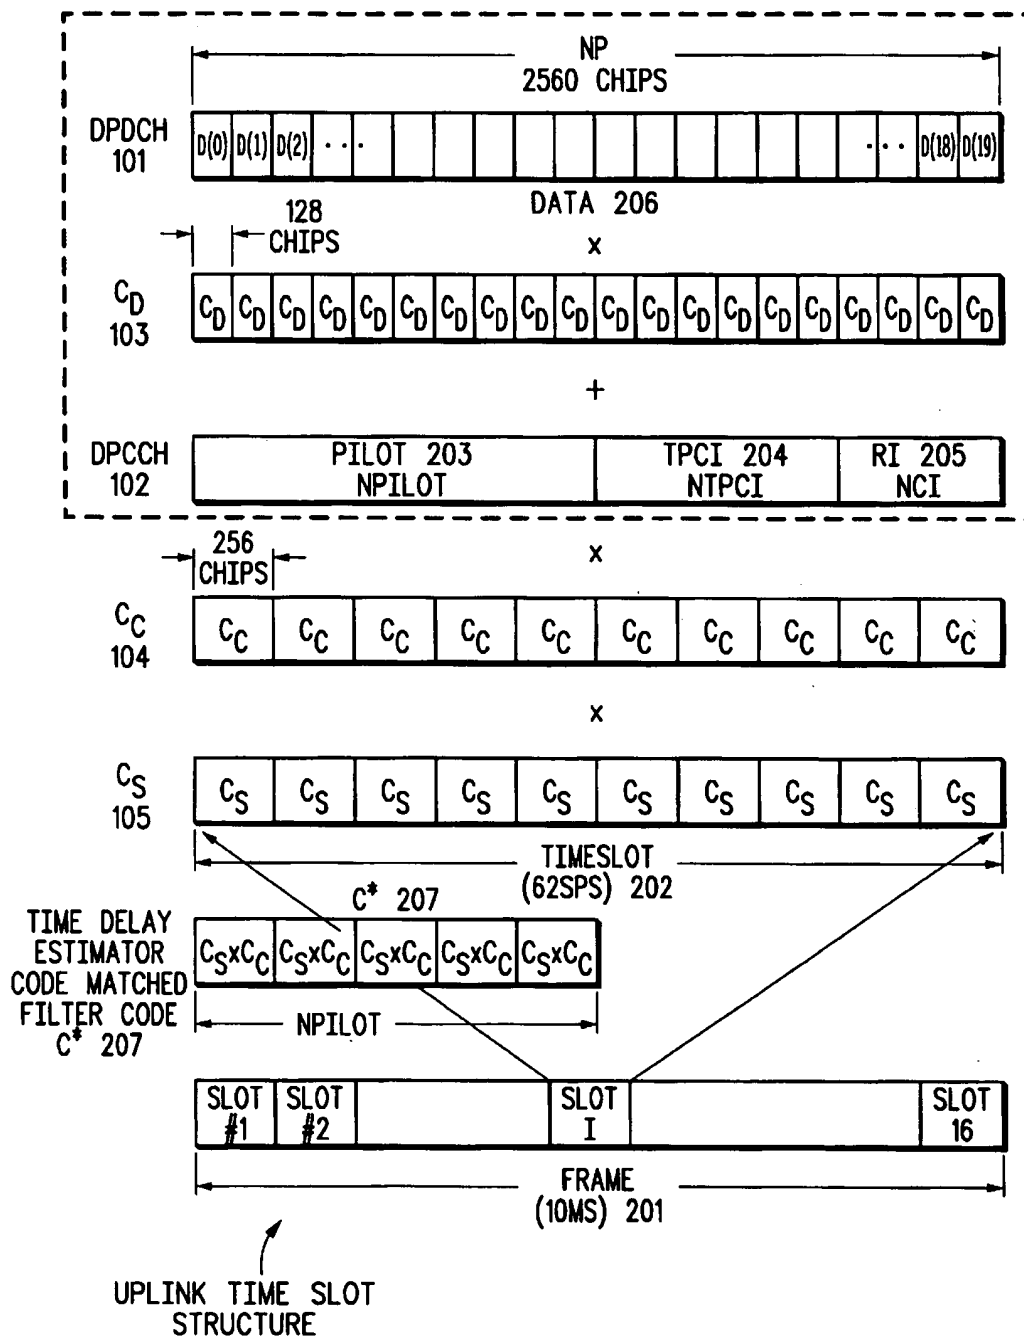 NP
2560 CHIPS
DPDCH
101
D(0) D(1) D(2) ... D(18) D(19)
DATA 206
128
CHIPS
x
C_D
103
C_D C_D C_D C_D C_D C_D C_D C_D C_D C_D C_D C_D C_D C_D C_D C_D C_D C_D C_D C_D
+
DPCCH
102
PILOT 203
NPILOT
TPCI 204
NTPCI
RI 205
NCI
256
CHIPS
x
C_C
104
C_C C_C C_C C_C C_C C_C C_C C_C C_C C_C
x
C_S
105
C_S C_S C_S C_S C_S C_S C_S C_S C_S C_S
TIMESLOT
(62SPS) 202
C* 207
TIME DELAY
ESTIMATOR
CODE MATCHED
FILTER CODE
C* 207
C_SxC_C C_SxC_C C_SxC_C C_SxC_C C_SxC_C
NPILOT
SLOT
#1
SLOT
#2
SLOT
I
SLOT
16
FRAME
(10MS) 201
UPLINK TIME SLOT
STRUCTURE